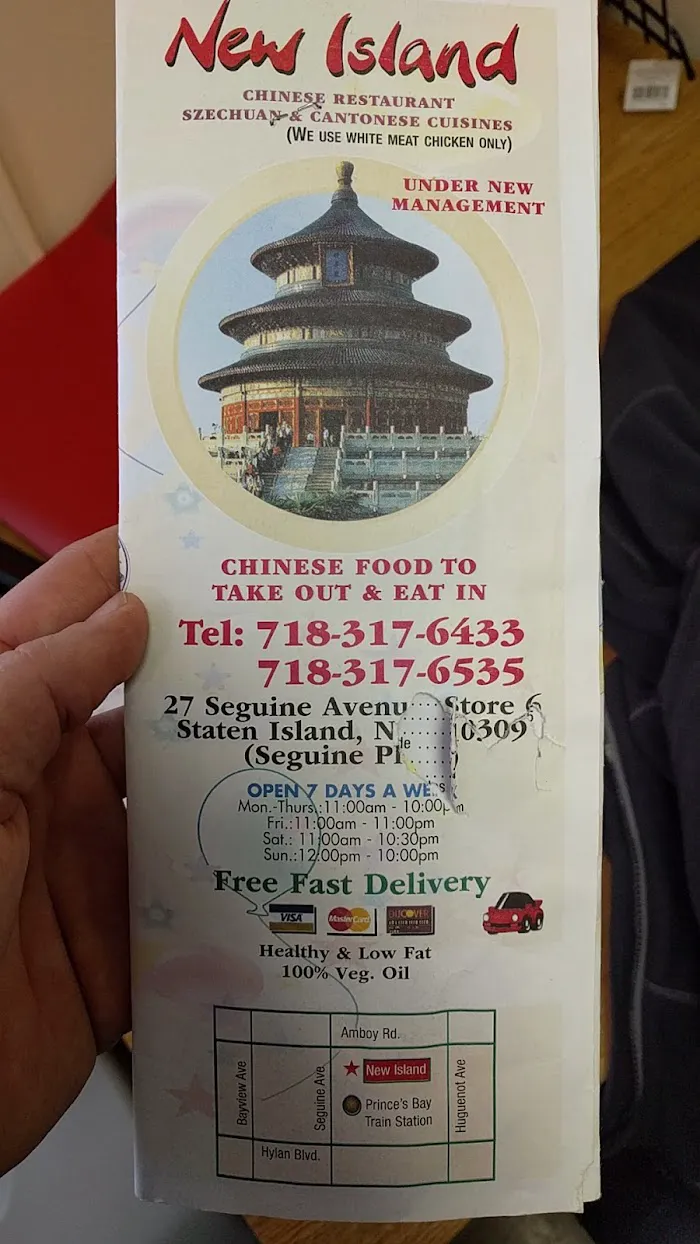 New Island
CHINESE RESTAURANT
SZECHUAN & CANTONESE CUISINES
(WE USE WHITE MEAT CHICKEN ONLY)
UNDER NEW
MANAGEMENT
CHINESE FOOD TO
TAKE OUT & EAT IN
Tel: 718-317-6433
718-317-6535
27 Seguine Avenu Store 6
Staten Island, N 10309
(Seguine Pl )
OPEN 7 DAYS A WE
Mon.-Thurs.:11:00am - 10:00pm
Fri.:11:00am - 11:00pm
Sat.: 11:00am - 10:30pm
Sun.:12:00pm - 10:00pm
Free Fast Delivery
VISA MasterCard DISCOVER
Healthy & Low Fat
100% Veg. Oil
Amboy Rd.
Bayview Ave
Seguine Ave
New Island
Prince's Bay
Train Station
Huguenot Ave
Hylan Blvd.